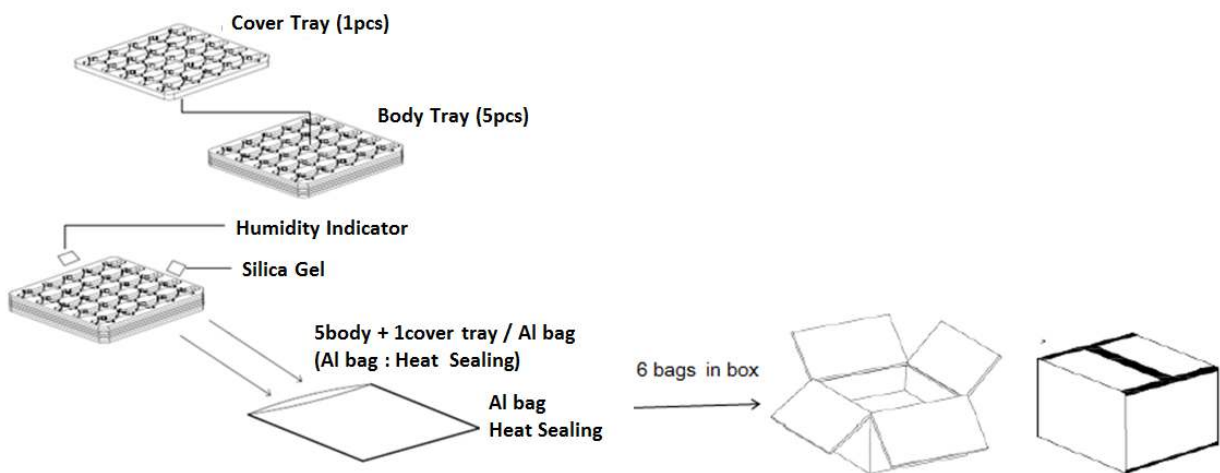 Cover Tray (1pcs)
Body Tray (5pcs)
Humidity Indicator
Silica Gel
5body + 1cover tray / Al bag
(Al bag : Heat Sealing)
6 bags in box
Al bag
Heat Sealing